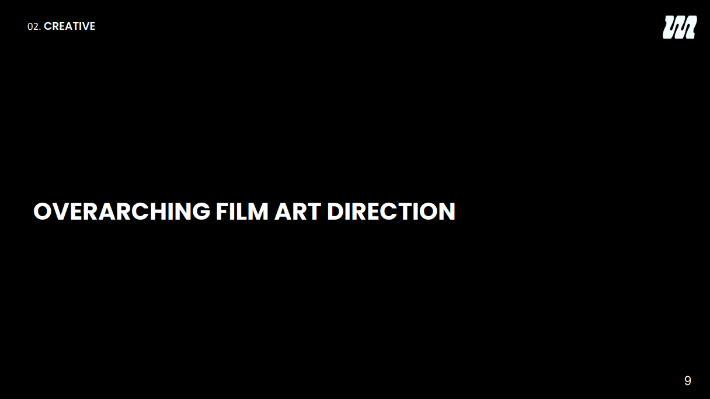 02. CREATIVE
OVERARCHING FILM ART DIRECTION
9